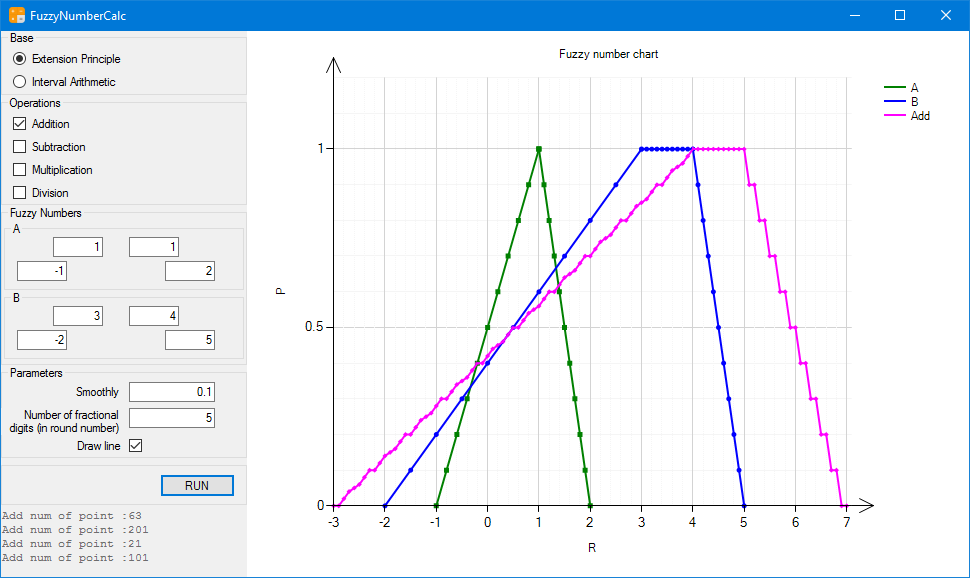 FuzzyNumberCalc
Base
Extension Principle
Interval Arithmetic
Operations
Addition
Subtraction
Multiplication
Division
Fuzzy Numbers
A
1 1
-1 2
B
3 4
-2 5
Parameters
Smoothly 0.1
Number of fractional
digits (in round number) 5
Draw line
RUN
Add num of point :63
Add num of point :201
Add num of point :21
Add num of point :101
Fuzzy number chart
A
B
Add
1
P
0.5
0
-3 -2 -1 0 1 2 3 4 5 6 7
R